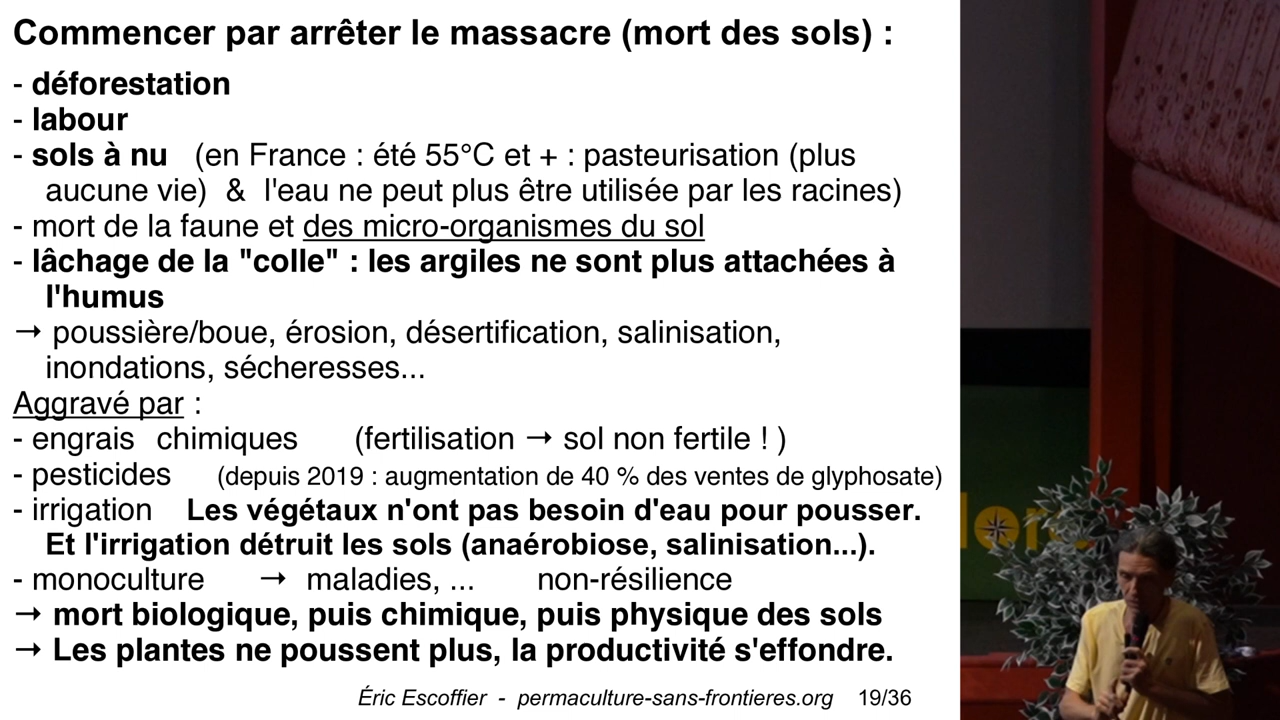 Commencer par arrêter le massacre (mort des sols) :
- déforestation
- labour
- sols à nu (en France : été 55°C et + : pasteurisation (plus
aucune vie) & l'eau ne peut plus être utilisée par les racines)
- mort de la faune et des micro-organismes du sol
- lâchage de la "colle" : les argiles ne sont plus attachées à
l'humus
→ poussière/boue, érosion, désertification, salinisation,
inondations, sécheresses...
Aggravé par :
- engrais chimiques (fertilisation → sol non fertile ! )
- pesticides (depuis 2019 : augmentation de 40 % des ventes de glyphosate)
- irrigation Les végétaux n'ont pas besoin d'eau pour pousser.
Et l'irrigation détruit les sols (anaérobiose, salinisation...).
- monoculture → maladies, ... non-résilience
→ mort biologique, puis chimique, puis physique des sols
→ Les plantes ne poussent plus, la productivité s'effondre.
Éric Escoffier - permaculture-sans-frontieres.org 19/36